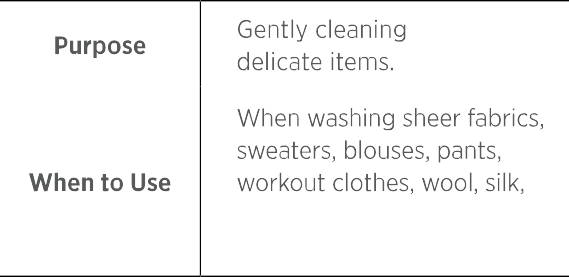 Purpose
Gently cleaning
delicate items.
When to Use
When washing sheer fabrics,
sweaters, blouses, pants,
workout clothes, wool, silk,